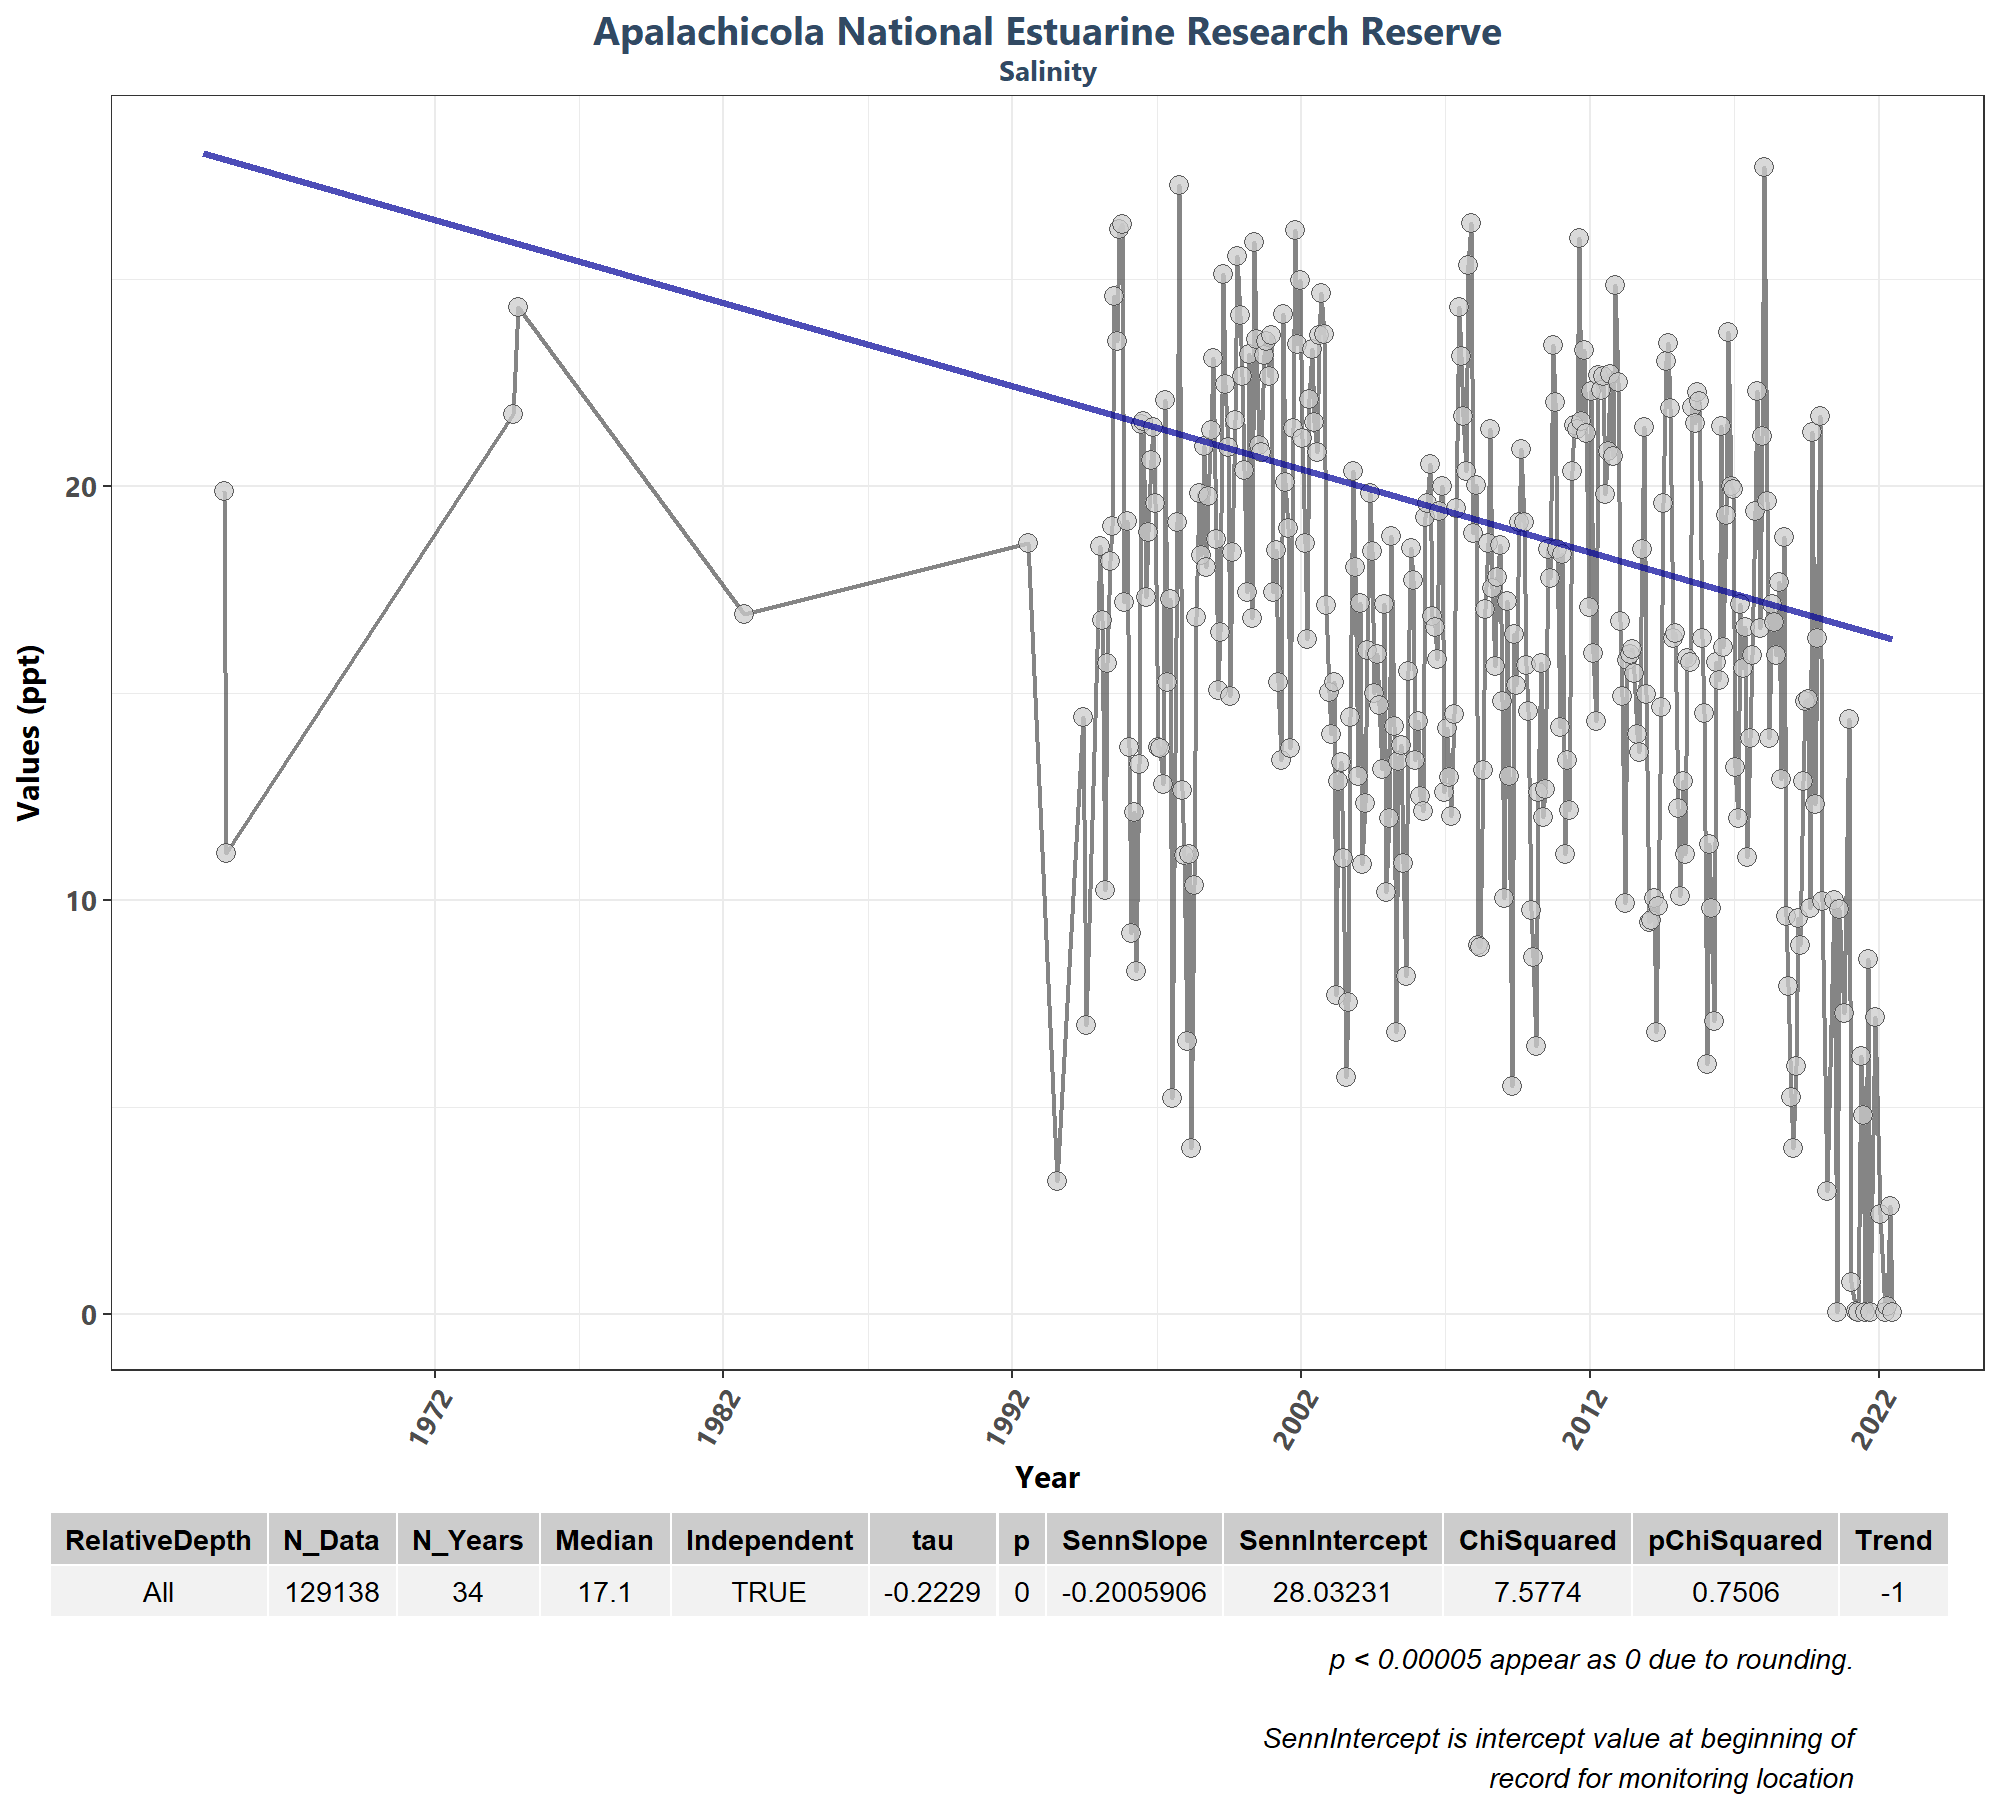 Apalachicola National Estuarine Research Reserve
Salinity
Values (ppt)
20
10
0
1972
1982
1992
2002
2012
2022
Year
RelativeDepth N_Data N_Years Median Independent tau p SennSlope SennIntercept ChiSquared pChiSquared Trend
All 129138 34 17.1 TRUE -0.2229 0 -0.2005906 28.03231 7.5774 0.7506 -1
p < 0.00005 appear as 0 due to rounding.
SennIntercept is intercept value at beginning of
record for monitoring location